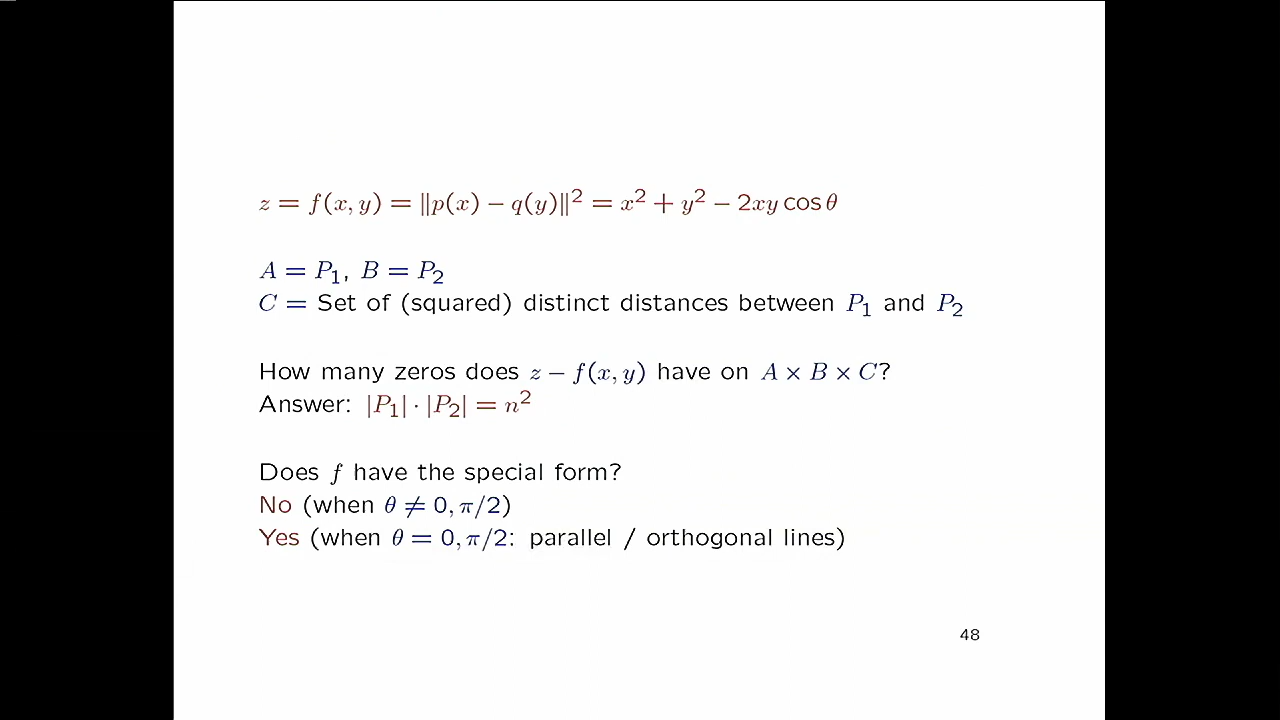 z = f(x, y) = ‖p(x) − q(y)‖² = x² + y² − 2xy cos θ
A = P₁, B = P₂
C = Set of (squared) distinct distances between P₁ and P₂
How many zeros does z − f(x, y) have on A × B × C?
Answer: |P₁| · |P₂| = n²
Does f have the special form?
No (when θ ≠ 0, π/2)
Yes (when θ = 0, π/2: parallel / orthogonal lines)
48